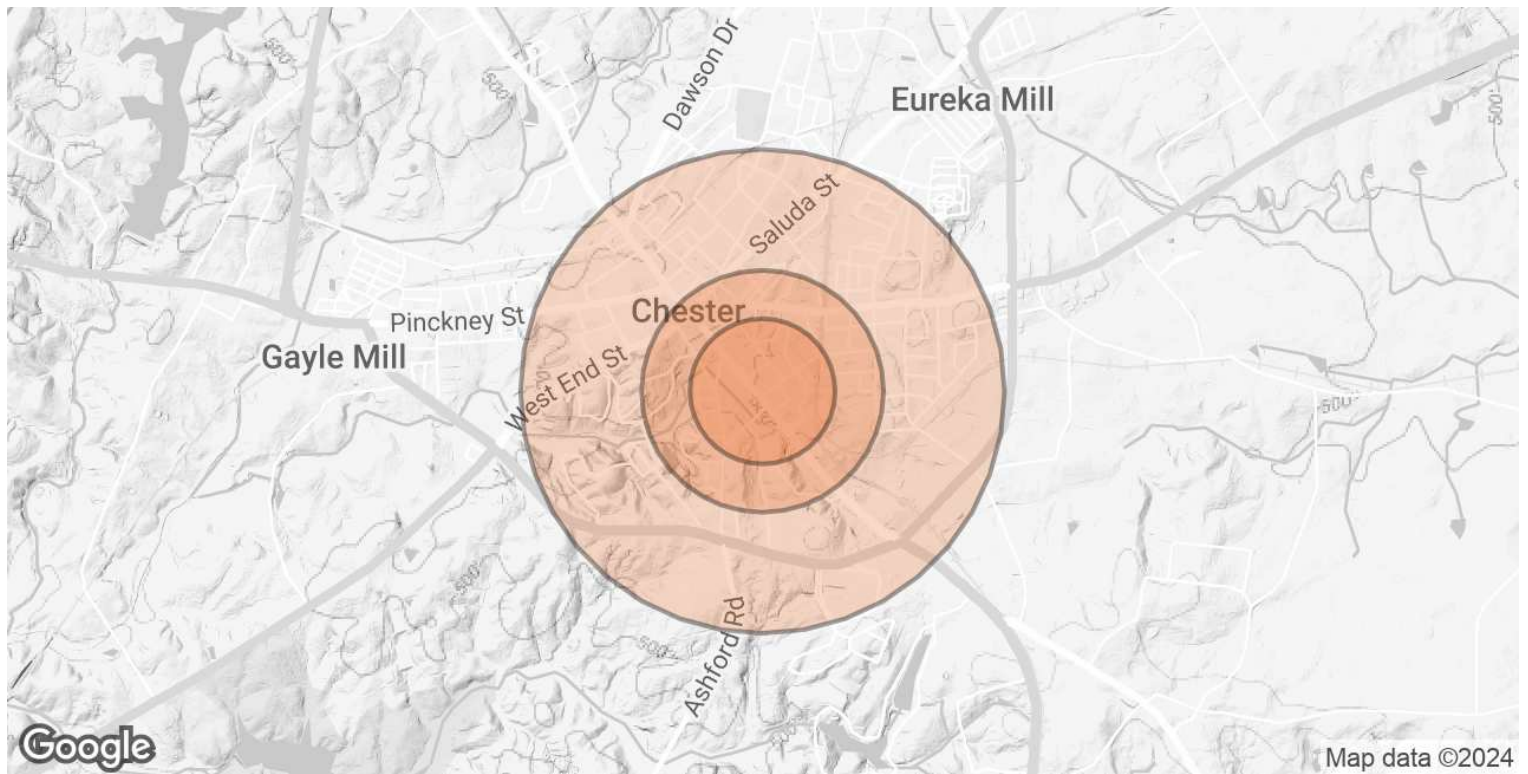 500'
Dawson Dr
500'
Eureka Mill
500'
Saluda St
Chester
Pinckney St
Gayle Mill
West End St
500'
500'
500'
Ashford Rd
Google
Map data ©2024